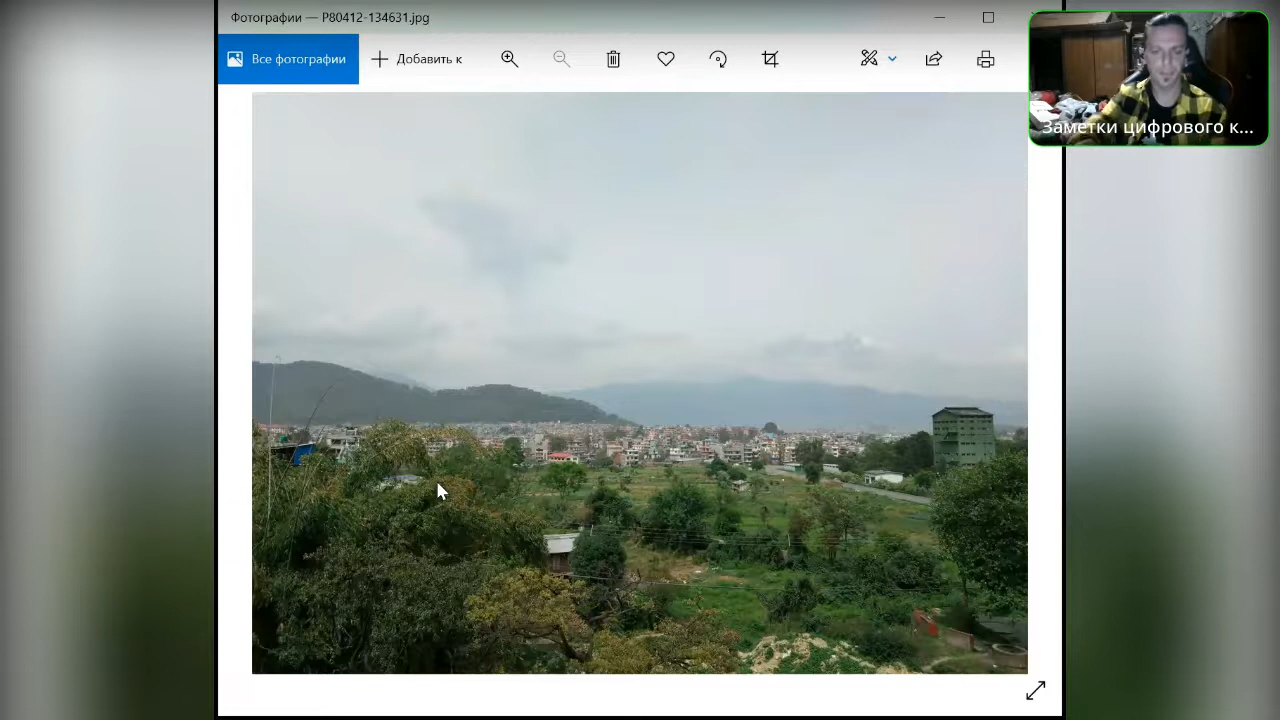 Фотографии — P80412-134631.jpg
Все фотографии
Добавить к
Заметки цифрового к...